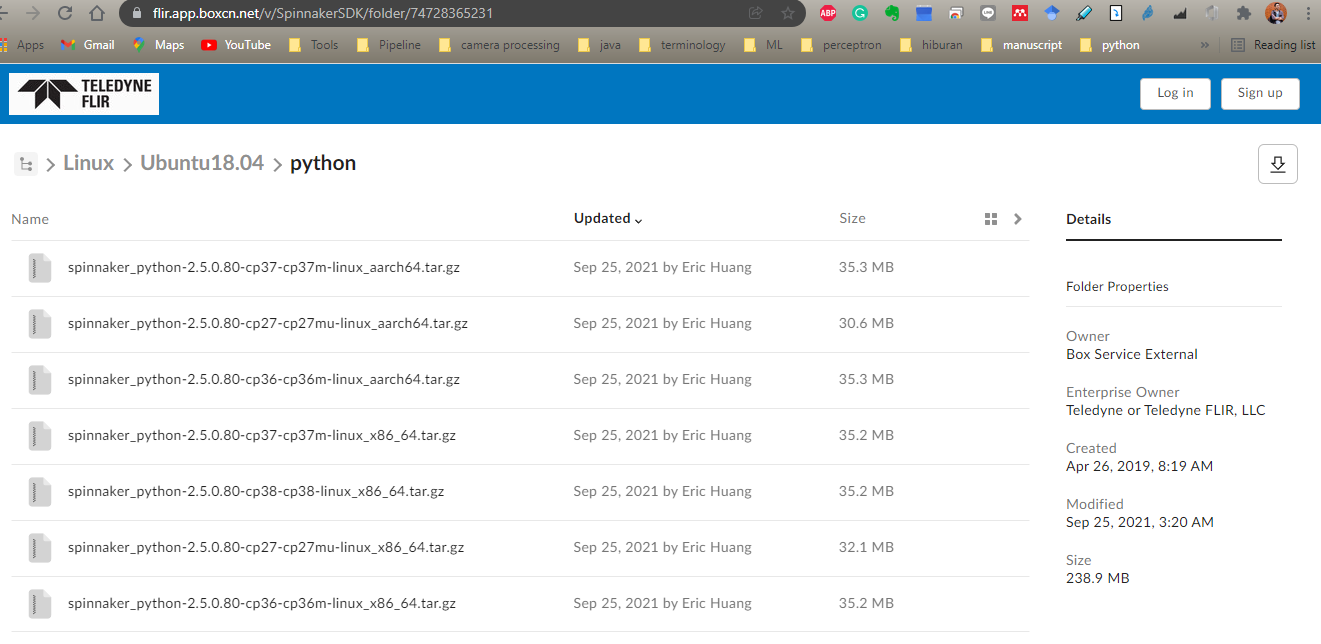 flir.app.boxcn.net/v/SpinnakerSDK/folder/74728365231
ABP
Apps Gmail Maps YouTube Tools Pipeline camera processing java terminology ML perceptron hiburan manuscript python » Reading list
TELEDYNE
FLIR
Log in Sign up
Linux > Ubuntu18.04 > python
Name Updated Size Details
spinnaker_python-2.5.0.80-cp37-cp37m-linux_aarch64.tar.gz Sep 25, 2021 by Eric Huang 35.3 MB
Folder Properties
spinnaker_python-2.5.0.80-cp27-cp27mu-linux_aarch64.tar.gz Sep 25, 2021 by Eric Huang 30.6 MB
Owner
Box Service External
spinnaker_python-2.5.0.80-cp36-cp36m-linux_aarch64.tar.gz Sep 25, 2021 by Eric Huang 35.3 MB
Enterprise Owner
Teledyne or Teledyne FLIR, LLC
spinnaker_python-2.5.0.80-cp37-cp37m-linux_x86_64.tar.gz Sep 25, 2021 by Eric Huang 35.2 MB
Created
Apr 26, 2019, 8:19 AM
spinnaker_python-2.5.0.80-cp38-cp38-linux_x86_64.tar.gz Sep 25, 2021 by Eric Huang 35.2 MB
Modified
Sep 25, 2021, 3:20 AM
spinnaker_python-2.5.0.80-cp27-cp27mu-linux_x86_64.tar.gz Sep 25, 2021 by Eric Huang 32.1 MB
Size
238.9 MB
spinnaker_python-2.5.0.80-cp36-cp36m-linux_x86_64.tar.gz Sep 25, 2021 by Eric Huang 35.2 MB